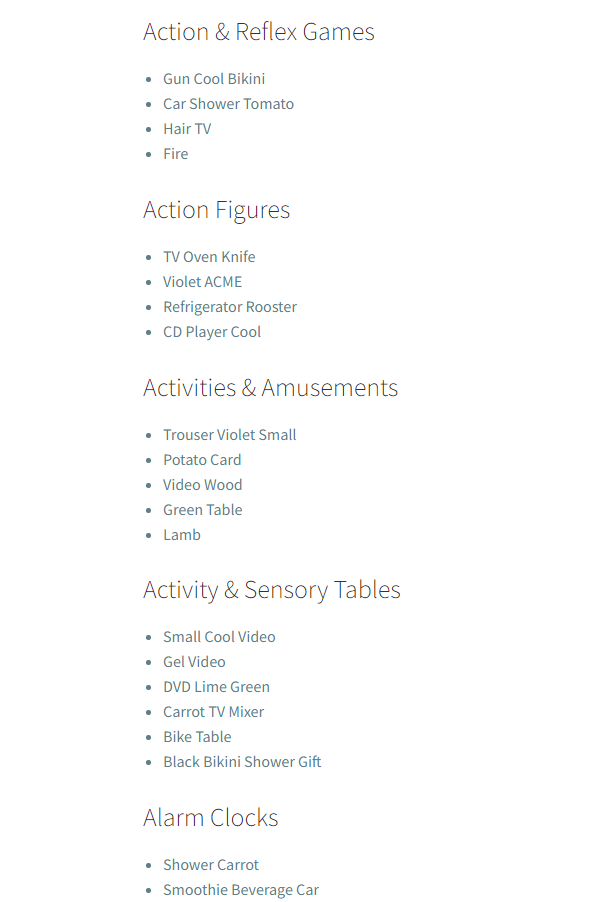 Action & Reflex Games
Gun Cool Bikini
Car Shower Tomato
Hair TV
Fire
Action Figures
TV Oven Knife
Violet ACME
Refrigerator Rooster
CD Player Cool
Activities & Amusements
Trouser Violet Small
Potato Card
Video Wood
Green Table
Lamb
Activity & Sensory Tables
Small Cool Video
Gel Video
DVD Lime Green
Carrot TV Mixer
Bike Table
Black Bikini Shower Gift
Alarm Clocks
Shower Carrot
Smoothie Beverage Car